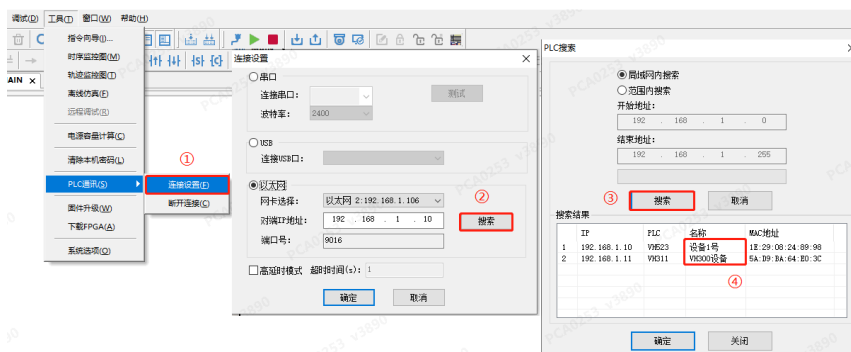 调试(D) 工具(T) 窗口(W) 帮助(H)
指令向导(I)...
时序监控图(M)
轨迹监控图(T)
离线仿真(F)
远程调试(R)
电源容量计算(C)
清除本机密码(L)
PLC通讯(S)
固件升级(W)
下载FPGA(A)
系统选项(O)
①
连接设置(F)
断开连接(C)
AIN ×
连接设置
串口
连接串口:
测试
波特率: 2400
USB
连接USB口:
以太网
②
网卡选择: 以太网 2:192.168.1.106
对端IP地址: 192 . 168 . 1 . 10
搜索
端口号: 9016
高延时模式 超时时间(s): 1
确定 取消
PLC搜索
局域网内搜索
范围内搜索
开始地址:
192 . 168 . 1 . 0
结束地址:
192 . 168 . 1 . 255
③
搜索 取消
搜索结果
IP PLC 名称 MAC地址
1 192.168.1.10 VM523 设备1号 1E:29:08:24:89:98
2 192.168.1.11 VM311 VM300设备 5A:D9:BA:64:E0:3C
④
确定 关闭